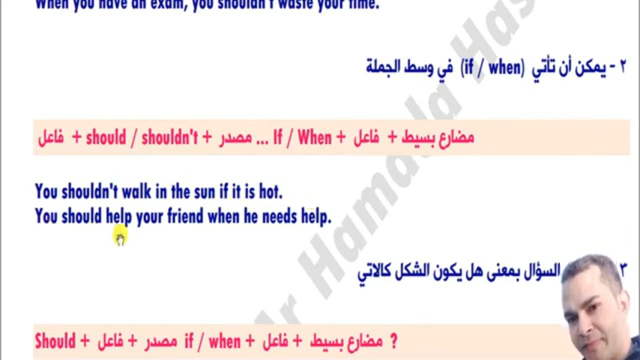 When you have an exam, you shouldn't waste your time.
٢ - يمكن أن تأتي (if / when) في وسط الجملة
فاعل + should / shouldn't + مصدر ... If / When + فاعل + مضارع بسيط
You shouldn't walk in the sun if it is hot.
You should help your friend when he needs help.
٣ السؤال بمعنى هل يكون الشكل كالاتي
Should + فاعل + مصدر if / when + فاعل + مضارع بسيط ?
Mr Hamada Has